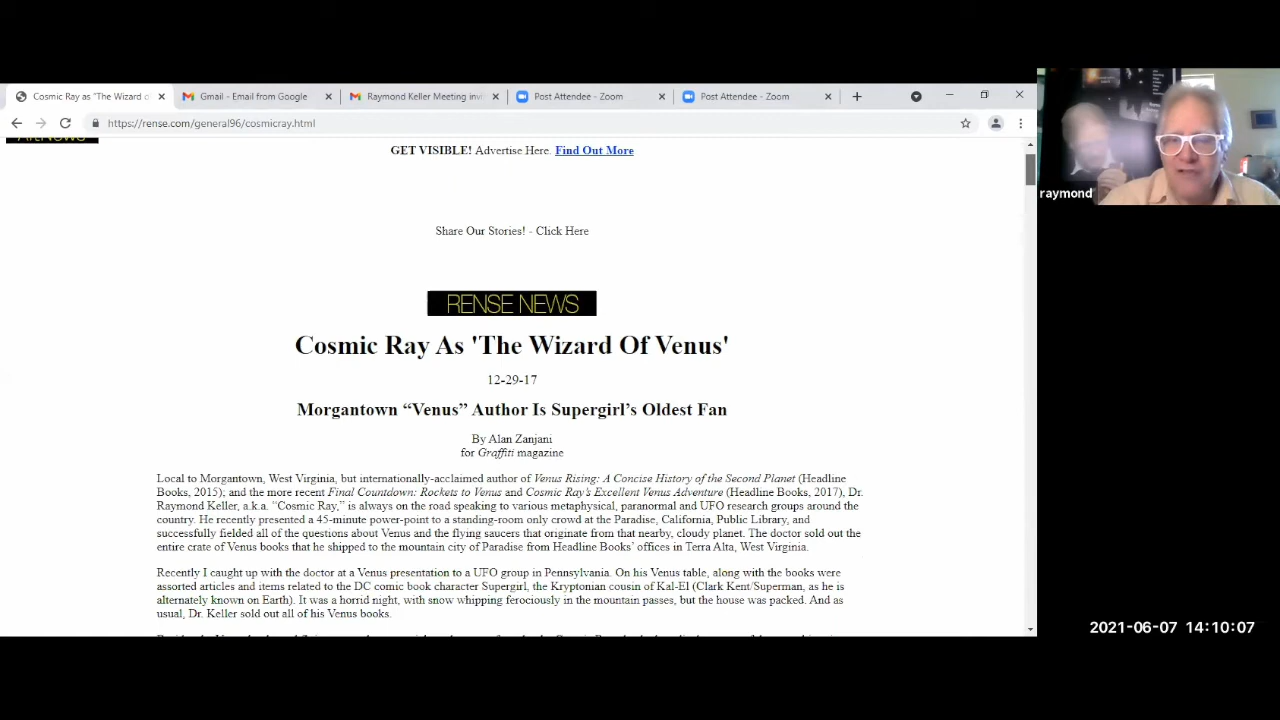 Cosmic Ray as "The Wizard o
Gmail - Email from Google
Raymond Keller Meeting invi
Post Attendee - Zoom
Post Attendee - Zoom
https://rense.com/general96/cosmicray.html
GET VISIBLE! Advertise Here. Find Out More
Share Our Stories! - Click Here
RENSE NEWS
Cosmic Ray As 'The Wizard Of Venus'
12-29-17
Morgantown “Venus” Author Is Supergirl’s Oldest Fan
By Alan Zanjani
for Graffiti magazine
Local to Morgantown, West Virginia, but internationally-acclaimed author of Venus Rising: A Concise History of the Second Planet (Headline
Books, 2015); and the more recent Final Countdown: Rockets to Venus and Cosmic Ray’s Excellent Venus Adventure (Headline Books, 2017), Dr.
Raymond Keller, a.k.a. “Cosmic Ray,” is always on the road speaking to various metaphysical, paranormal and UFO research groups around the
country. He recently presented a 45-minute power-point to a standing-room only crowd at the Paradise, California, Public Library, and
successfully fielded all of the questions about Venus and the flying saucers that originate from that nearby, cloudy planet. The doctor sold out the
entire crate of Venus books that he shipped to the mountain city of Paradise from Headline Books’ offices in Terra Alta, West Virginia.
Recently I caught up with the doctor at a Venus presentation to a UFO group in Pennsylvania. On his Venus table, along with the books were
assorted articles and items related to the DC comic book character Supergirl, the Kryptonian cousin of Kal-El (Clark Kent/Superman, as he is
alternately known on Earth). It was a horrid night, with snow whipping ferociously in the mountain passes, but the house was packed. And as
usual, Dr. Keller sold out all of his Venus books.
raymond
2021-06-07 14:10:07